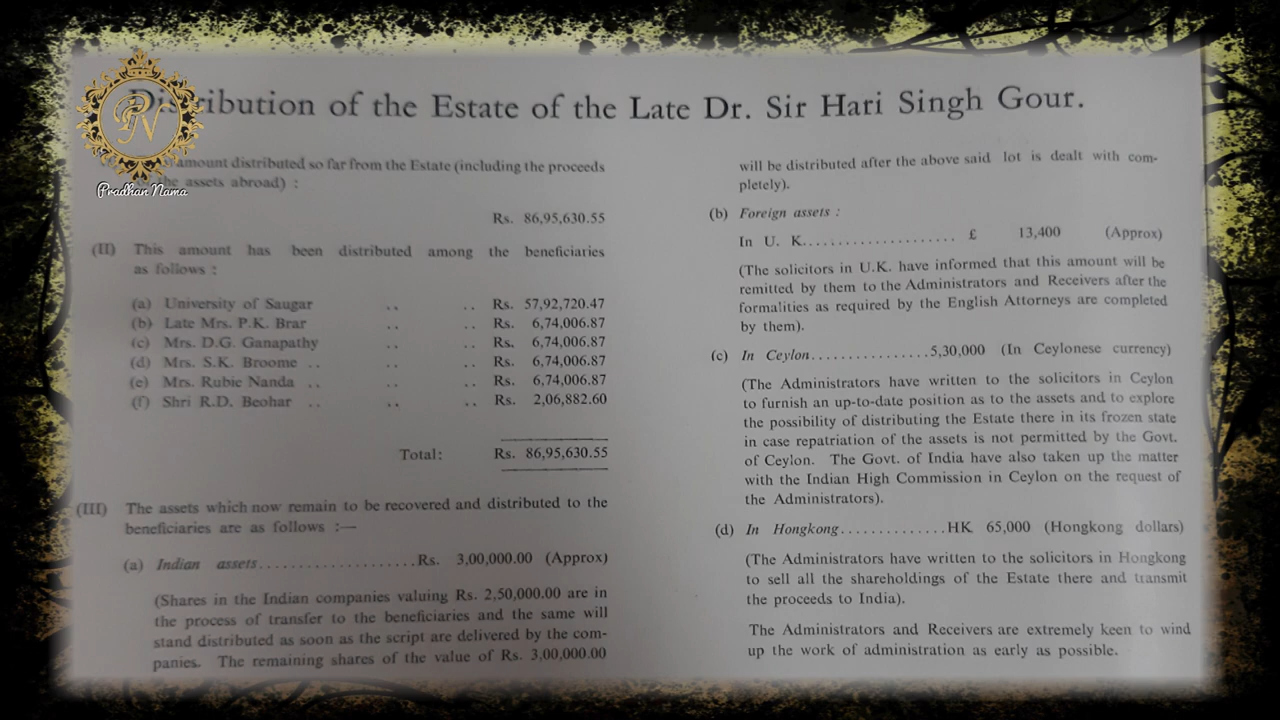 Distribution of the Estate of the Late Dr. Sir Hari Singh Gour.
PN
Pradhan Nama
amount distributed so far from the Estate (including the proceeds
the assets abroad) :
Rs. 86,95,630.55
(II) This amount has been distributed among the beneficiaries
as follows :
(a) University of Saugar .. .. Rs. 57,92,720.47
(b) Late Mrs. P.K. Brar .. .. Rs. 6,74,006.87
(c) Mrs. D.G. Ganapathy .. .. Rs. 6,74,006.87
(d) Mrs. S.K. Broome .. .. .. Rs. 6,74,006.87
(e) Mrs. Rubie Nanda .. .. .. Rs. 6,74,006.87
(f) Shri R.D. Beohar .. .. .. Rs. 2,06,882.60
Total: Rs. 86,95,630.55
(III) The assets which now remain to be recovered and distributed to the
beneficiaries are as follows :—
(a) Indian assets....................Rs. 3,00,000.00 (Approx)
(Shares in the Indian companies valuing Rs. 2,50,000.00 are in
the process of transfer to the beneficiaries and the same will
stand distributed as soon as the script are delivered by the com-
panies. The remaining shares of the value of Rs. 3,00,000.00
will be distributed after the above said lot is dealt with com-
pletely).
(b) Foreign assets :
In U. K.................... £ 13,400 (Approx)
(The solicitors in U.K. have informed that this amount will be
remitted by them to the Administrators and Receivers after the
formalities as required by the English Attorneys are completed
by them).
(c) In Ceylon................5,30,000 (In Ceylonese currency)
(The Administrators have written to the solicitors in Ceylon
to furnish an up-to-date position as to the assets and to explore
the possibility of distributing the Estate there in its frozen state
in case repatriation of the assets is not permitted by the Govt.
of Ceylon. The Govt. of India have also taken up the matter
with the Indian High Commission in Ceylon on the request of
the Administrators).
(d) In Hongkong..............HK 65,000 (Hongkong dollars)
(The Administrators have written to the solicitors in Hongkong
to sell all the shareholdings of the Estate there and transmit
the proceeds to India).
The Administrators and Receivers are extremely keen to wind
up the work of administration as early as possible.